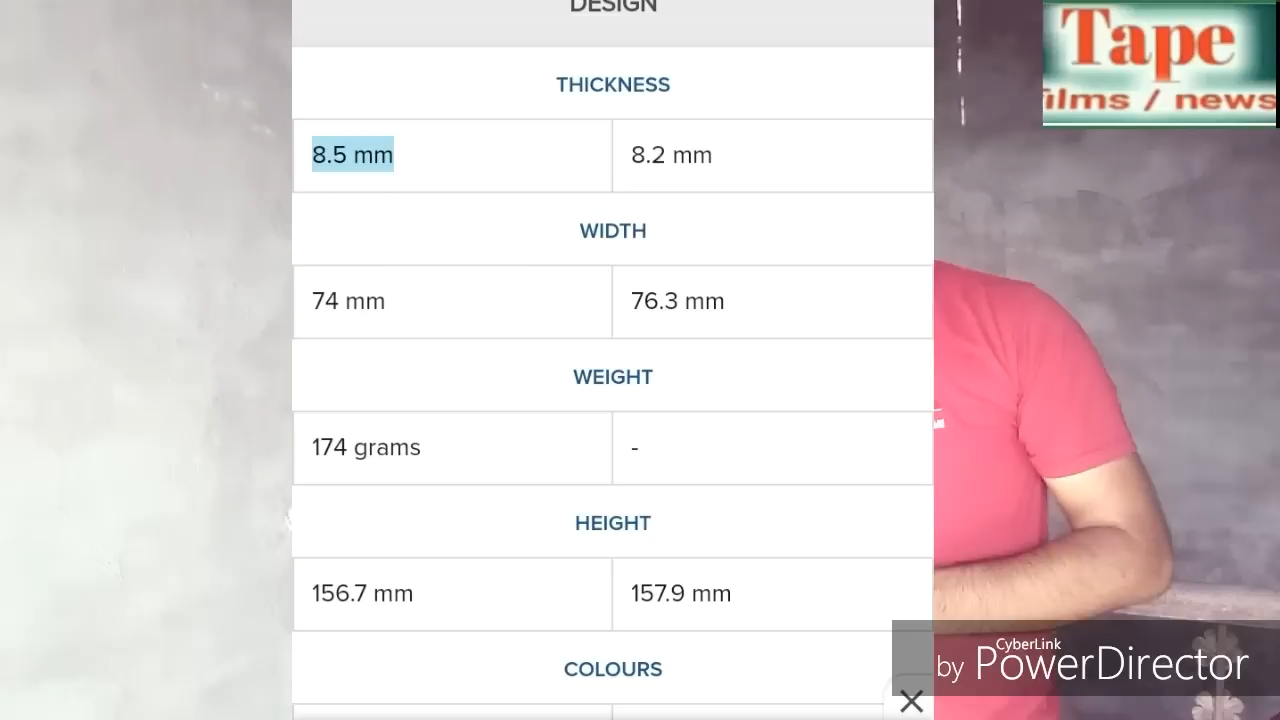 DESIGN
THICKNESS
8.5 mm 8.2 mm
WIDTH
74 mm 76.3 mm
WEIGHT
174 grams -
HEIGHT
156.7 mm 157.9 mm
COLOURS
Tape
films / news
CyberLink
by PowerDirector